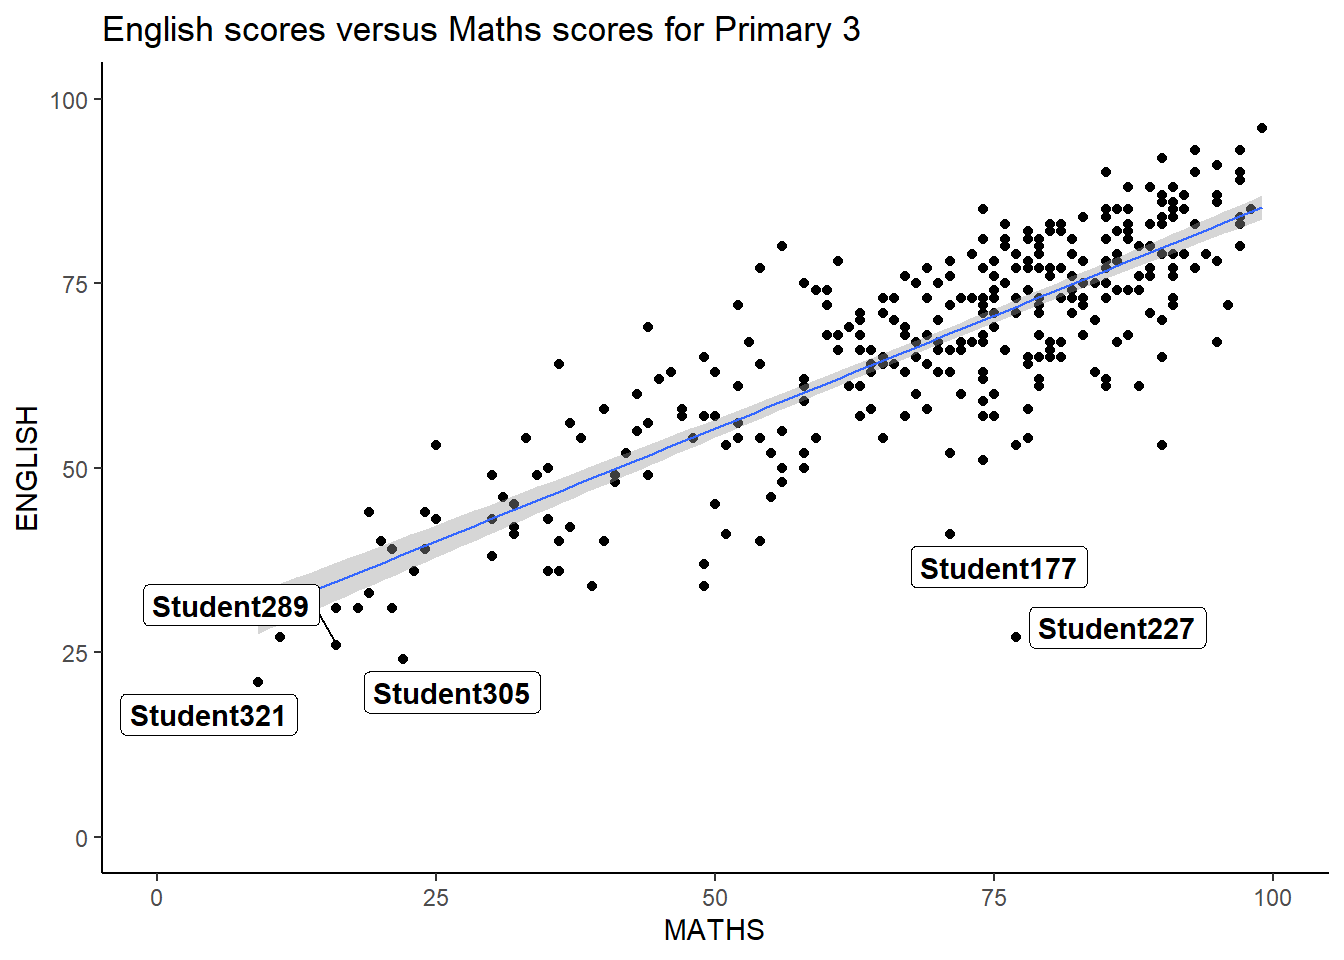 English scores versus Maths scores for Primary 3
100
75
50
25
0
ENGLISH
Student177
Student289
Student227
Student305
Student321
0
25
50
75
100
MATHS